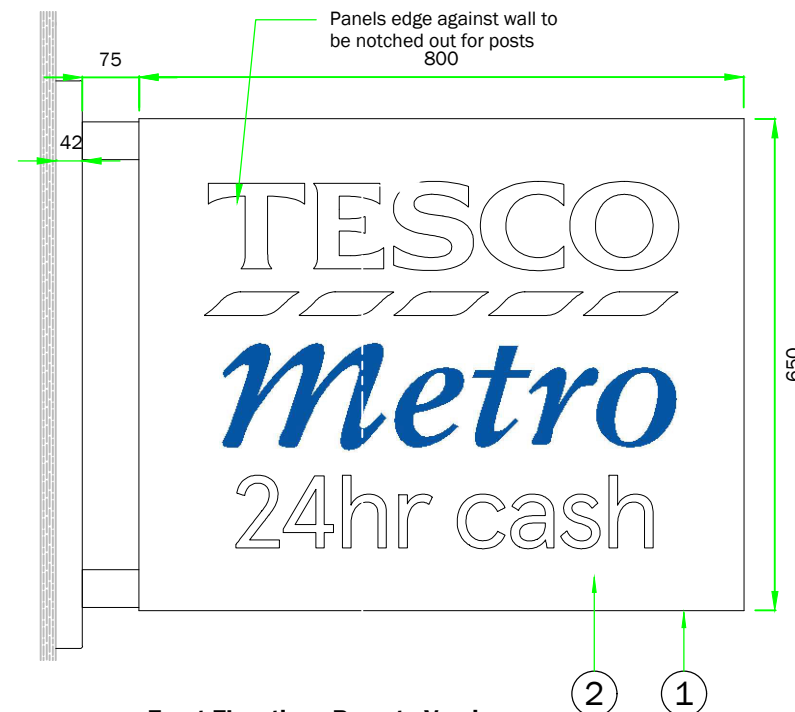 Panels edge against wall to
be notched out for posts
75
800
42
TESCO
Metro
24hr cash
650
2
1